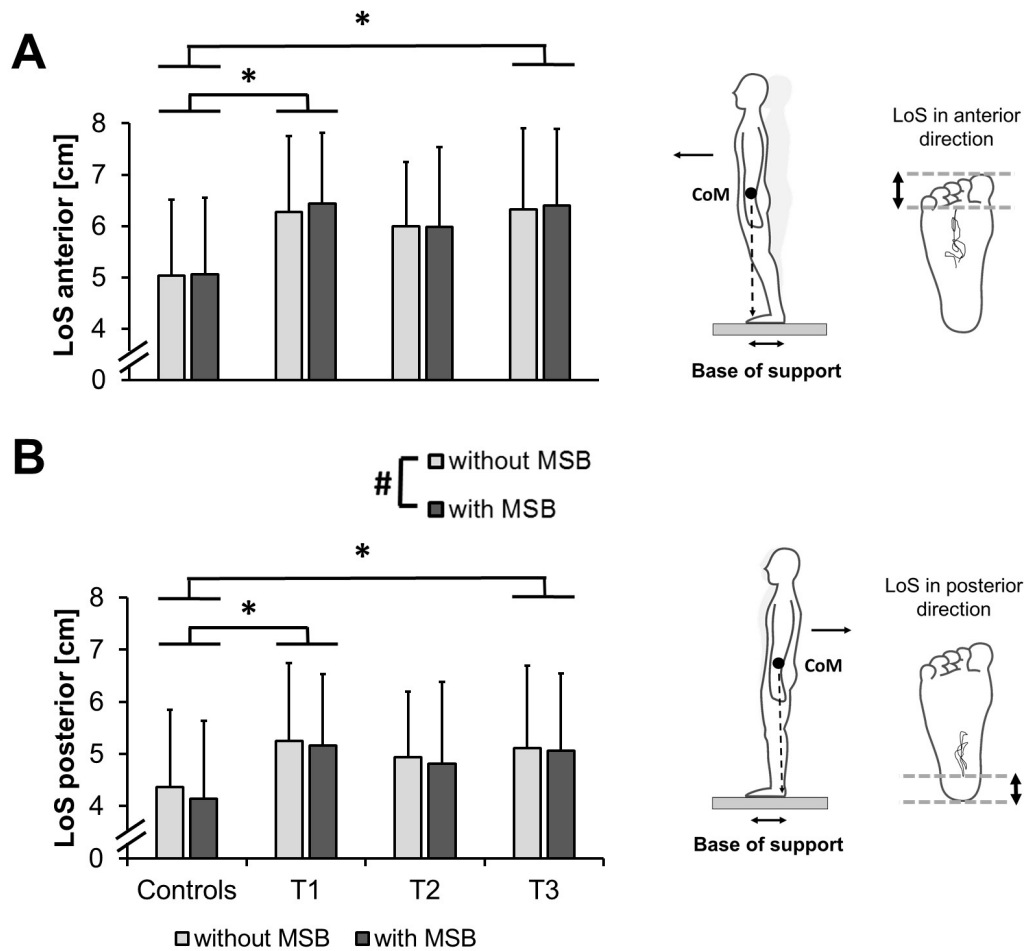 A
*
*
LoS anterior [cm]
8
7
6
5
4
0
CoM
Base of support
LoS in anterior
direction
B
# without MSB
with MSB
*
*
LoS posterior [cm]
8
7
6
5
4
0
Controls T1 T2 T3
without MSB with MSB
CoM
Base of support
LoS in posterior
direction